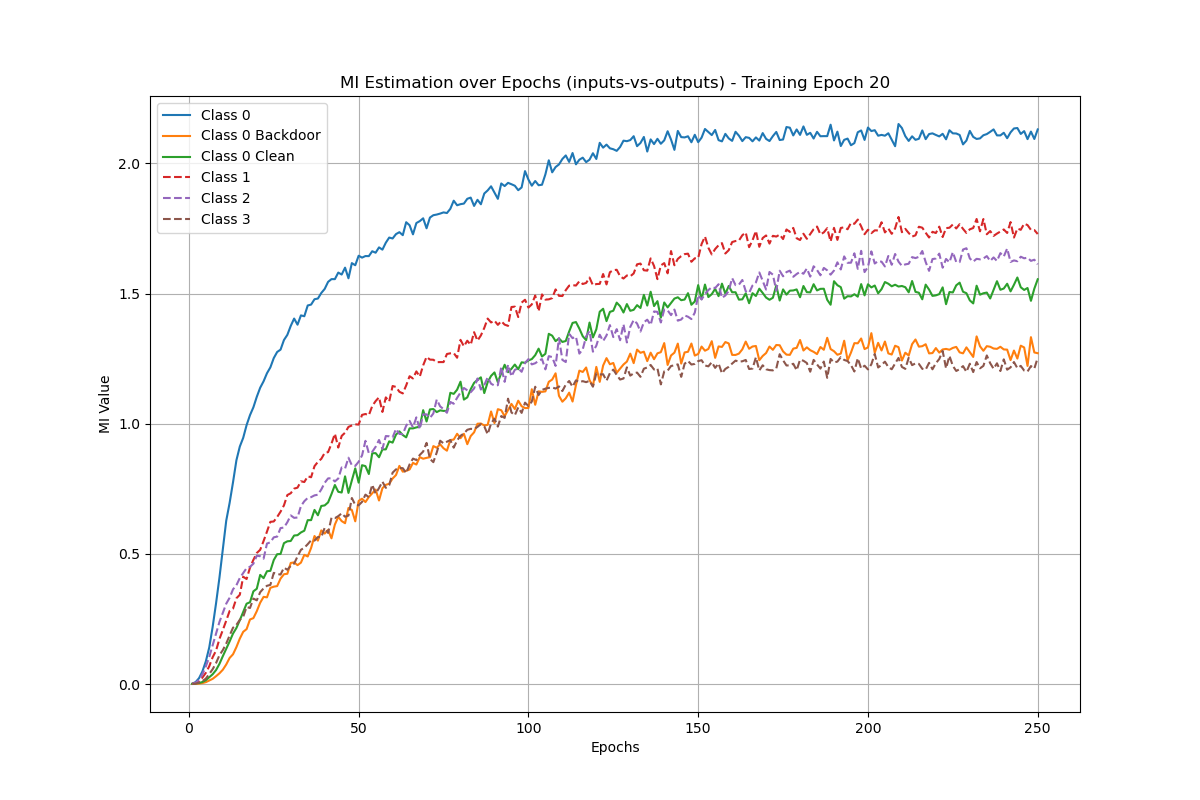 MI Estimation over Epochs (inputs-vs-outputs) - Training Epoch 20
Class 0
Class 0 Backdoor
Class 0 Clean
Class 1
Class 2
Class 3
MI Value
2.0
1.5
1.0
0.5
0.0
0 50 100 150 200 250
Epochs